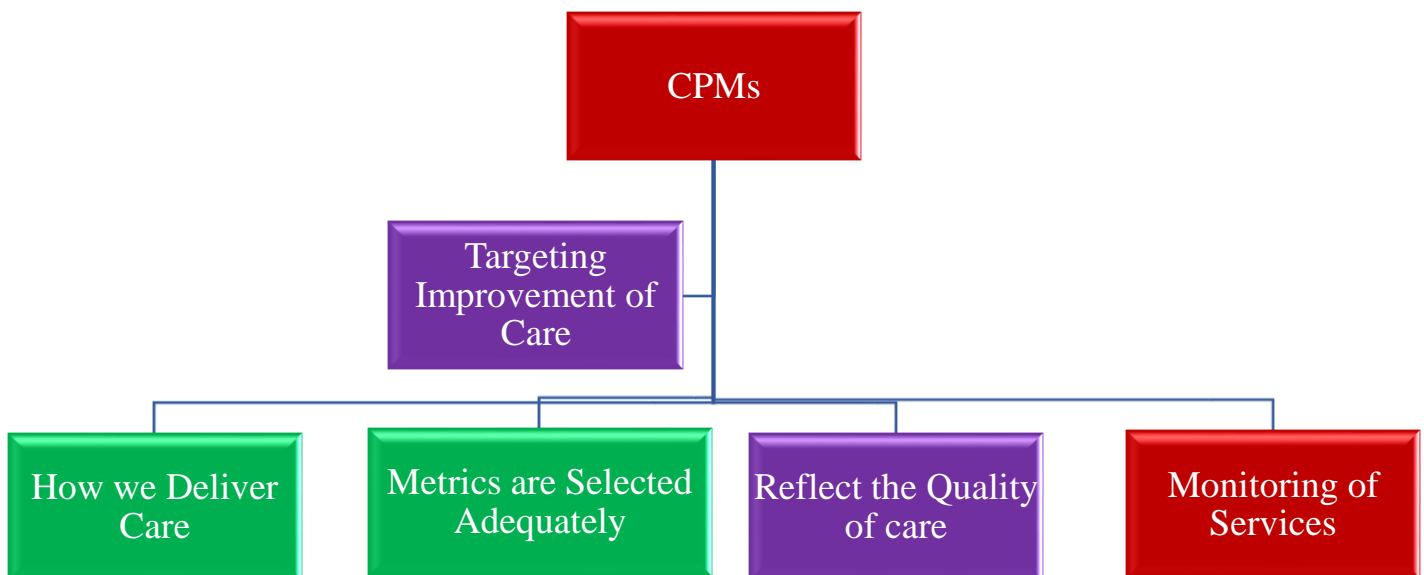 CPMs
Targeting
Improvement of
Care
How we Deliver
Care
Metrics are Selected
Adequately
Reflect the Quality
of care
Monitoring of
Services